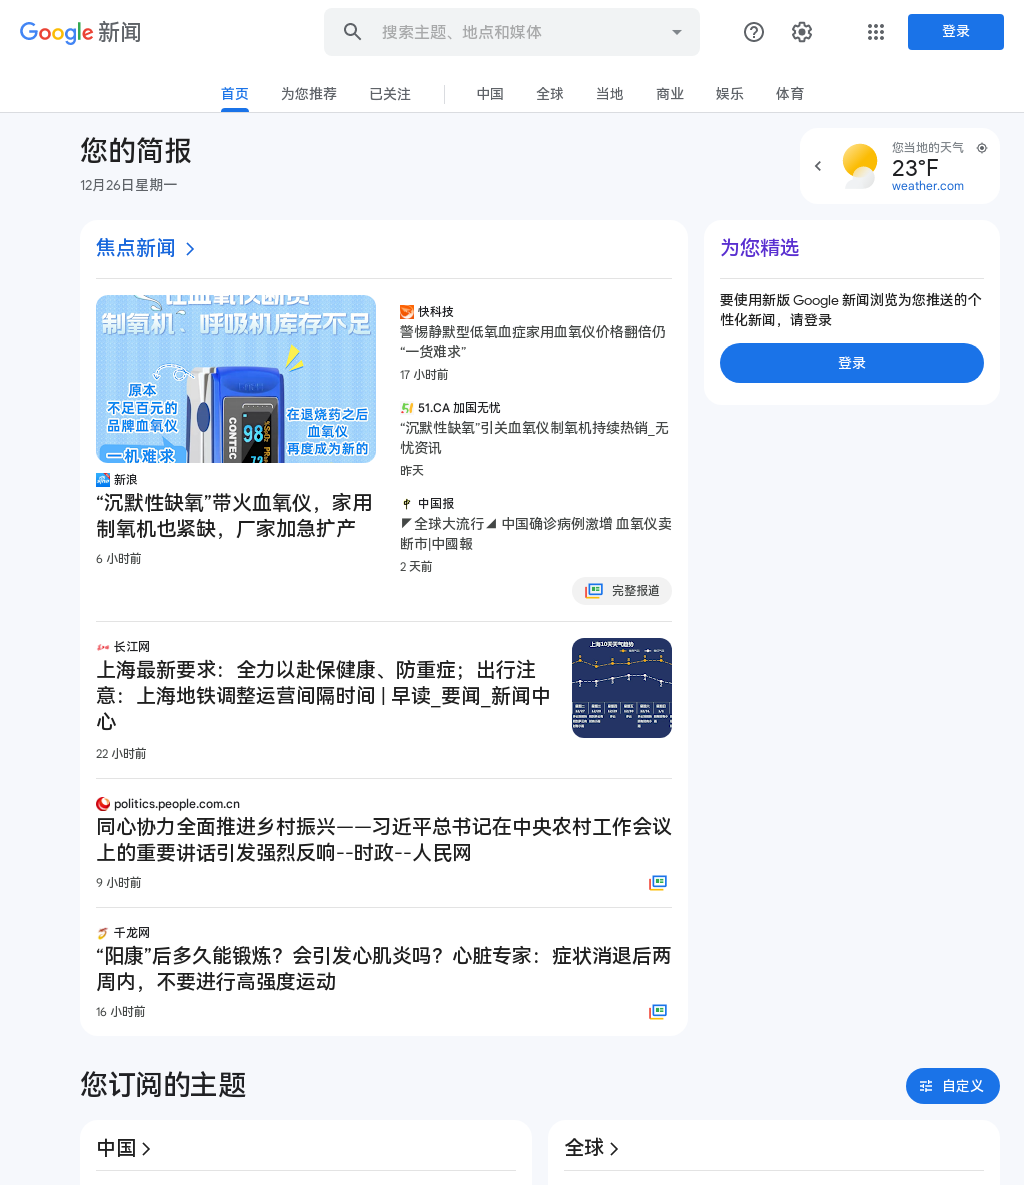 Google 新闻
搜索主题、地点和媒体
登录
首页
为您推荐
已关注
中国
全球
当地
商业
娱乐
体育
您的简报
12月26日星期一
您当地的天气
23°F
weather.com
焦点新闻
制氧机、呼吸机库存不足
原本
不足百元的
品牌血氧仪
一机难求
CONTEC
98
72
在退烧药之后
血氧仪
再度成为新的
新浪
“沉默性缺氧”带火血氧仪，家用
制氧机也紧缺，厂家加急扩产
6 小时前
快科技
警惕静默型低氧血症家用血氧仪价格翻倍仍
“一货难求”
17 小时前
51.CA 加国无忧
“沉默性缺氧”引关血氧仪制氧机持续热销_无
忧资讯
昨天
中国报
◤全球大流行◢ 中国确诊病例激增 血氧仪卖
断市|中國報
2 天前
完整报道
长江网
上海最新要求：全力以赴保健康、防重症；出行注
意：上海地铁调整运营间隔时间 | 早读_要闻_新闻中
心
22 小时前
上海10天天气趋势
politics.people.com.cn
同心协力全面推进乡村振兴——习近平总书记在中央农村工作会议
上的重要讲话引发强烈反响--时政--人民网
9 小时前
千龙网
“阳康”后多久能锻炼？会引发心肌炎吗？心脏专家：症状消退后两
周内，不要进行高强度运动
16 小时前
为您精选
要使用新版 Google 新闻浏览为您推送的个
性化新闻，请登录
登录
您订阅的主题
自定义
中国
全球